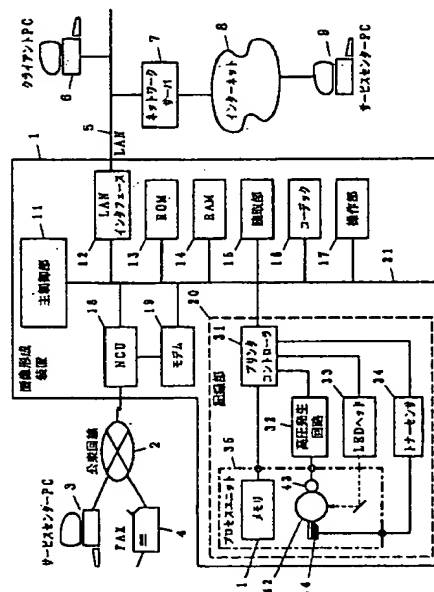 クライアントPC
6
7
ネットワークサーバ
8
インターネット
9
サービスセンターPC
5
LAN
1
11
主制御部
12
LAN
インタフェース
13
ROM
14
RAM
15
読取部
16
コーデック
17
操作部
21
18
NCU
19
モデム
画像形成
装置
公衆回線
2
3
サービスセンターPC
FAX
4
20
記録部
31
プリンタ
コントローラ
32
高圧発生
回路
33
LEDヘッド
34
トナーセンサ
35
プロセスユニット
メモリ
43
1
42
44